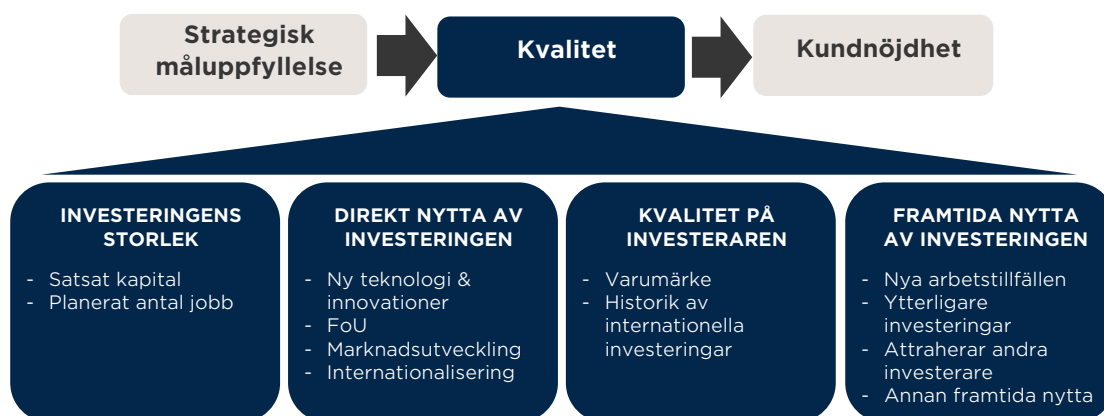 Strategisk
måluppfyllelse
Kvalitet
Kundnöjdhet
INVESTERINGENS
STORLEK
- Satsat kapital
- Planerat antal jobb
DIREKT NYTTA AV
INVESTERINGEN
- Ny teknologi &
innovationer
- FoU
- Marknadsutveckling
- Internationalisering
KVALITET PÅ
INVESTERAREN
- Varumärke
- Historik av
internationella
investeringar
FRAMTIDA NYTTA
AV INVESTERINGEN
- Nya arbetstillfällen
- Ytterligare
investeringar
- Attraherar andra
investerare
- Annan framtida nytta